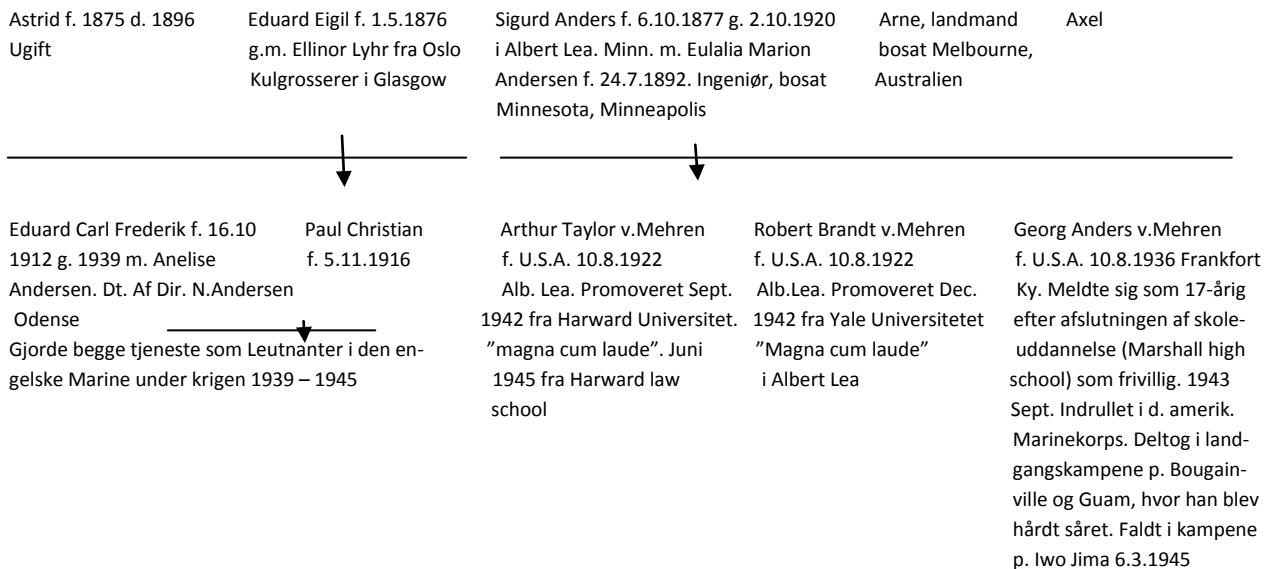 Astrid f. 1875 d. 1896
Ugift
Eduard Eigil f. 1.5.1876
g.m. Ellinor Lyhr fra Oslo
Kulgrosserer i Glasgow
Sigurd Anders f. 6.10.1877 g. 2.10.1920
i Albert Lea. Minn. m. Eulalia Marion
Andersen f. 24.7.1892. Ingeniør, bosat
Minnesota, Minneapolis
Arne, landmand
bosat Melbourne,
Australien
Axel
Eduard Carl Frederik f. 16.10
1912 g. 1939 m. Anelise
Andersen. Dt. Af Dir. N.Andersen
Odense
Paul Christian
f. 5.11.1916
Gjorde begge tjeneste som Leutnanter i den en-
gelske Marine under krigen 1939 – 1945
Arthur Taylor v.Mehren
f. U.S.A. 10.8.1922
Alb. Lea. Promoveret Sept.
1942 fra Harward Universitet.
”magna cum laude”. Juni
1945 fra Harward law
school
Robert Brandt v.Mehren
f. U.S.A. 10.8.1922
Alb.Lea. Promoveret Dec.
1942 fra Yale Universitetet
”Magna cum laude”
i Albert Lea
Georg Anders v.Mehren
f. U.S.A. 10.8.1936 Frankfort
Ky. Meldte sig som 17-årig
efter afslutningen af skole-
uddannelse (Marshall high
school) som frivillig. 1943
Sept. Indrullet i d. amerik.
Marinekorps. Deltog i land-
gangskampene p. Bougain-
ville og Guam, hvor han blev
hårdt såret. Faldt i kampene
p. Iwo Jima 6.3.1945